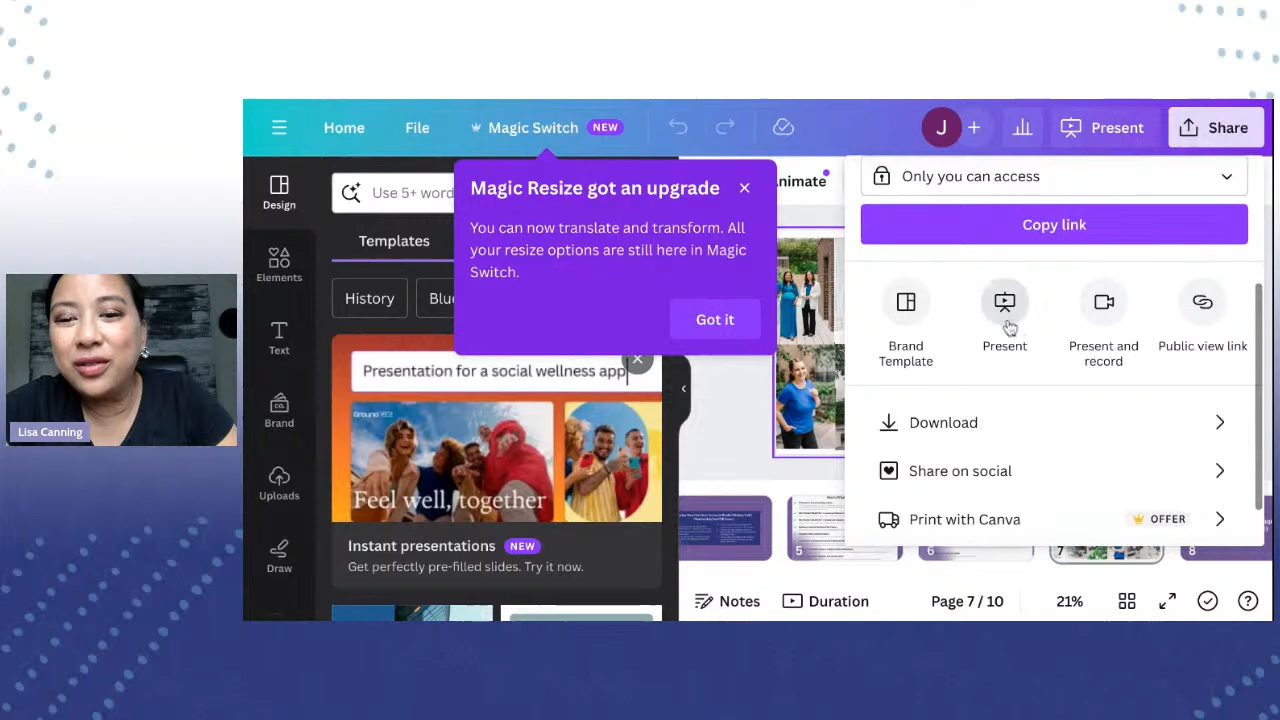 Home
File
Magic Switch NEW
J
Present
Share
Design
Elements
Text
Brand
Uploads
Draw
Use 5+ word
Templates
History
Blu
Magic Resize got an upgrade
You can now translate and transform. All
your resize options are still here in Magic
Switch.
Got it
Presentation for a social wellness app
Feel well, together
Instant presentations NEW
Get perfectly pre-filled slides. Try it now.
nimate
Only you can access
Copy link
Brand
Template
Present
Present and
record
Public view link
Download
Share on social
Print with Canva OFFER
5
6
7
8
Notes
Duration
Page 7 / 10
21%
Lisa Canning